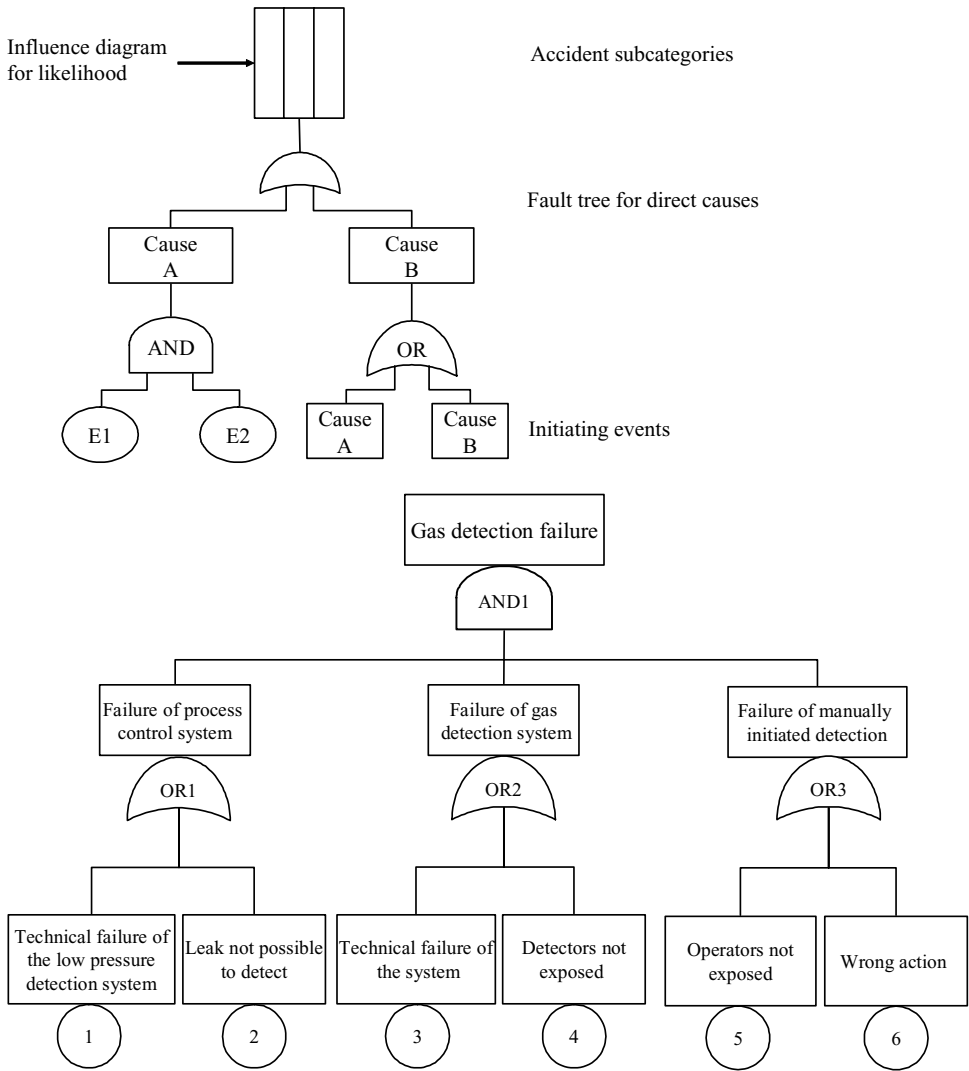 Influence diagram
for likelihood
Accident subcategories
Fault tree for direct causes
Cause
A
Cause
B
AND
OR
E1
E2
Cause
A
Cause
B
Initiating events
Gas detection failure
AND1
Failure of process
control system
Failure of gas
detection system
Failure of manually
initiated detection
OR1
OR2
OR3
Technical failure of
the low pressure
detection system
Leak not possible
to detect
Technical failure of
the system
Detectors not
exposed
Operators not
exposed
Wrong action
1
2
3
4
5
6